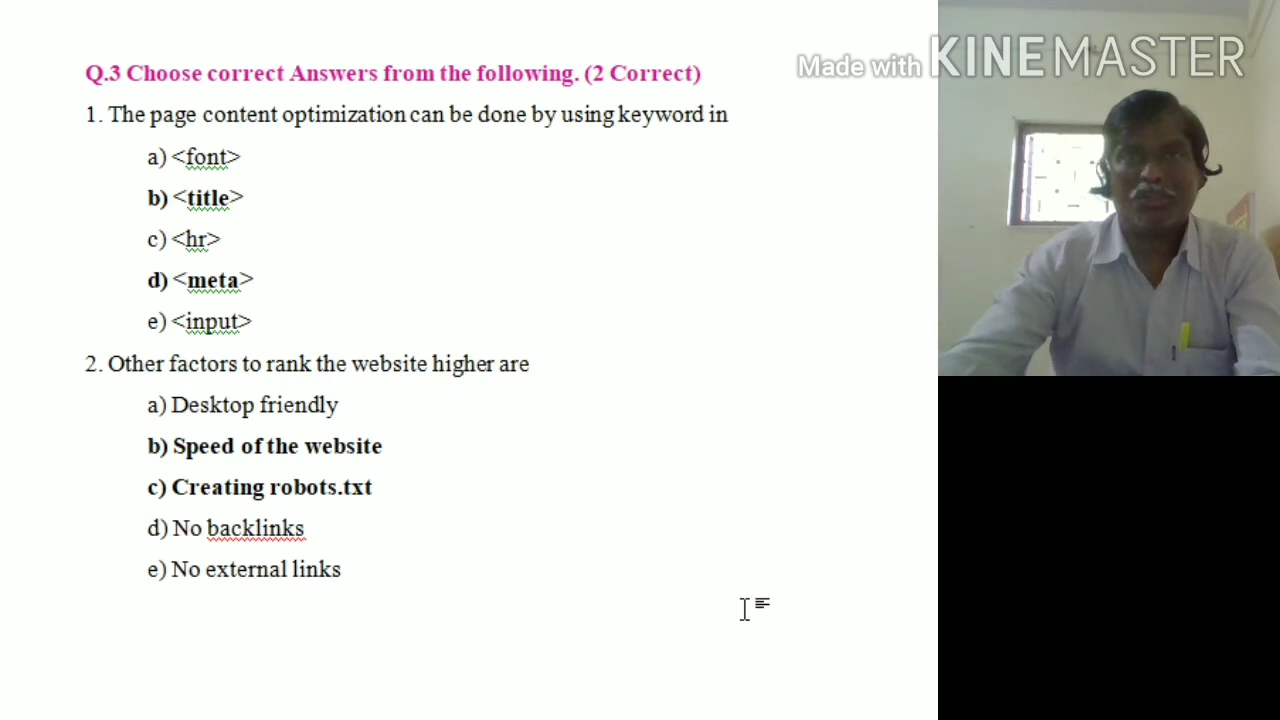 Made with KINEMASTER
Q.3 Choose correct Answers from the following. (2 Correct)
1. The page content optimization can be done by using keyword in
a) <font>
b) <title>
c) <hr>
d) <meta>
e) <input>
2. Other factors to rank the website higher are
a) Desktop friendly
b) Speed of the website
c) Creating robots.txt
d) No backlinks
e) No external links